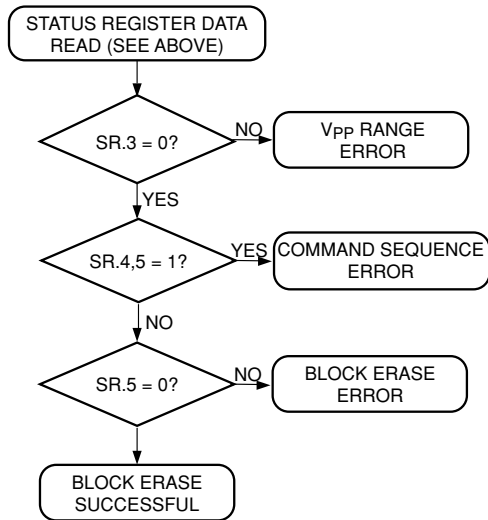 STATUS REGISTER DATA
READ (SEE ABOVE)
SR.3 = 0?
NO
VPP RANGE
ERROR
YES
SR.4,5 = 1?
YES
COMMAND SEQUENCE
ERROR
NO
SR.5 = 0?
NO
BLOCK ERASE
ERROR
BLOCK ERASE
SUCCESSFUL